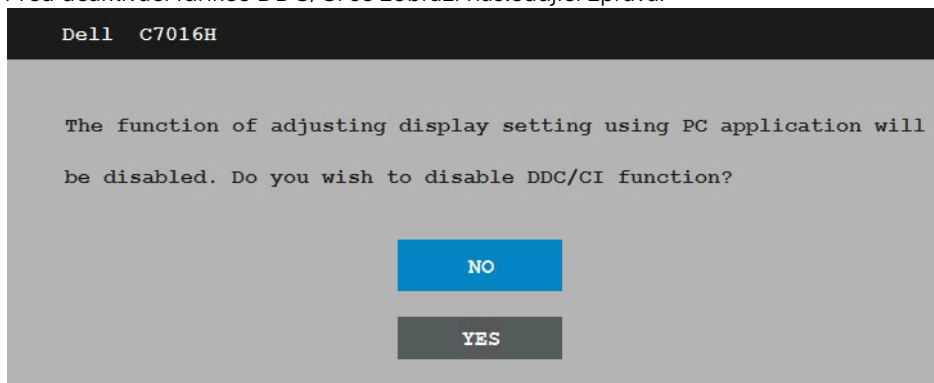 Dell C7016H
The function of adjusting display setting using PC application will
be disabled. Do you wish to disable DDC/CI function?
NO
YES